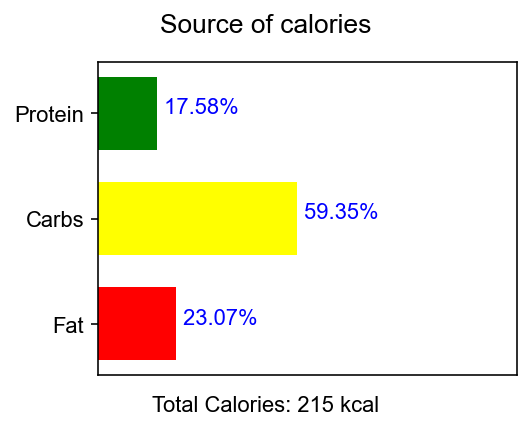 Source of calories
Protein 17.58%
Carbs 59.35%
Fat 23.07%
Total Calories: 215 kcal